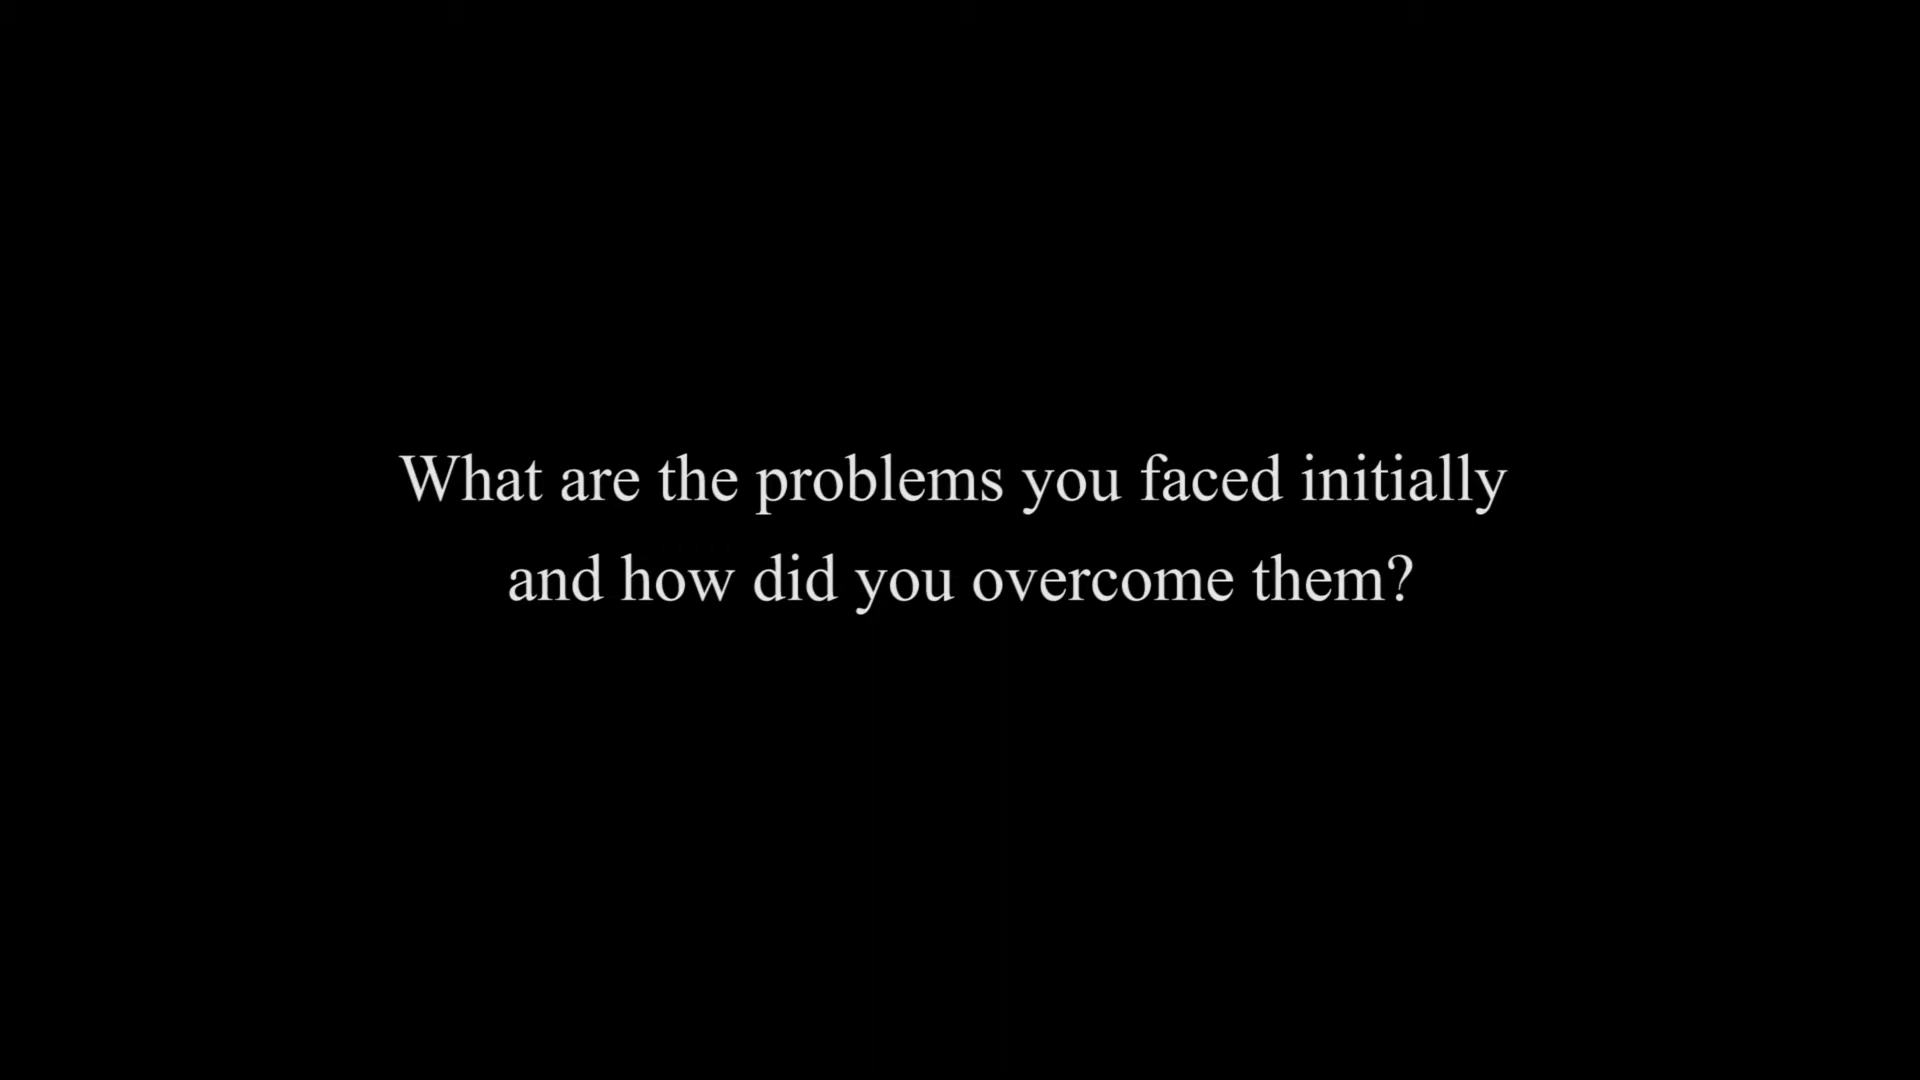 What are the problems you faced initially
and how did you overcome them?